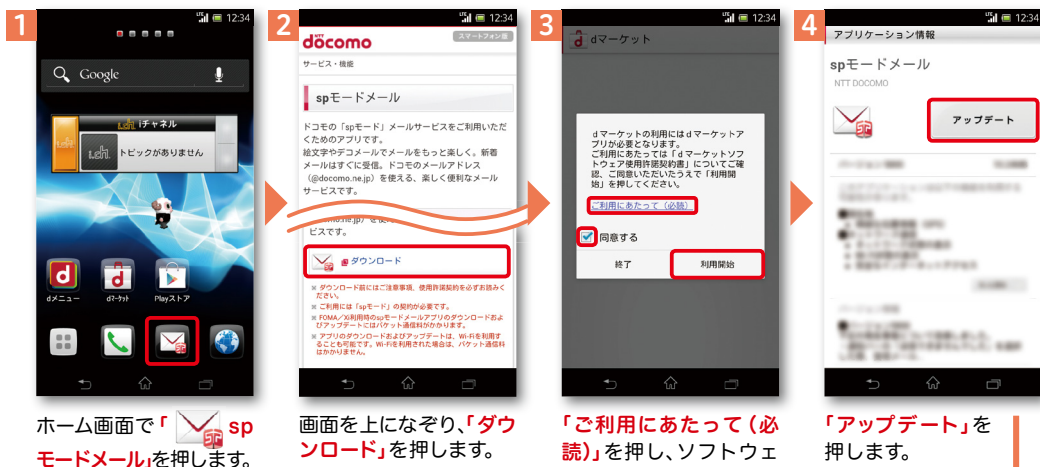 1
12:34
Google
iチャネル
i.ch
i.ch
トピックがありません
dメニュー
dマーケット
Playストア
ホーム画面で「 sp
モードメール」を押します。
2
12:34
NTT
döcomo
スマートフォン版
サービス・機能
spモードメール
ドコモの「spモード」メールサービスをご利用いただ
くためのアプリです。
絵文字やデコメールでメールをもっと楽しく。新着
メールはすぐに受信。ドコモのメールアドレス
(@docomo.ne.jp）を使える、楽しく便利なメール
サービスです。
ビスです。
ダウンロード
※ ダウンロード前にはご注意事項、使用許諾契約を必ずお読みく
ださい。
※ ご利用には「spモード」の契約が必要です。
※ FOMA／Xi利用時のspモードメールアプリのダウンロードおよ
びアップデートにはパケット通信料がかかります。
※ アプリのダウンロードおよびアップデートは、Wi-Fiを利用す
ることも可能です。Wi-Fiを利用された場合は、パケット通信料
はかかりません。
画面を上になぞり、「ダウ
ンロード」を押します。
3
12:34
dマーケット
dマーケットの利用にはdマーケットア
プリが必要となります。
ご利用にあたっては「dマーケットソフ
トウェア使用許諾契約書」についてご確
認、ご同意いただいたうえで「利用開
始」を押してください。
ご利用にあたって（必読）
同意する
終了
利用開始
「ご利用にあたって（必
読）」を押し、ソフトウェ
4
12:34
アプリケーション情報
spモードメール
NTT DOCOMO
アップデート
「アップデート」を
押します。